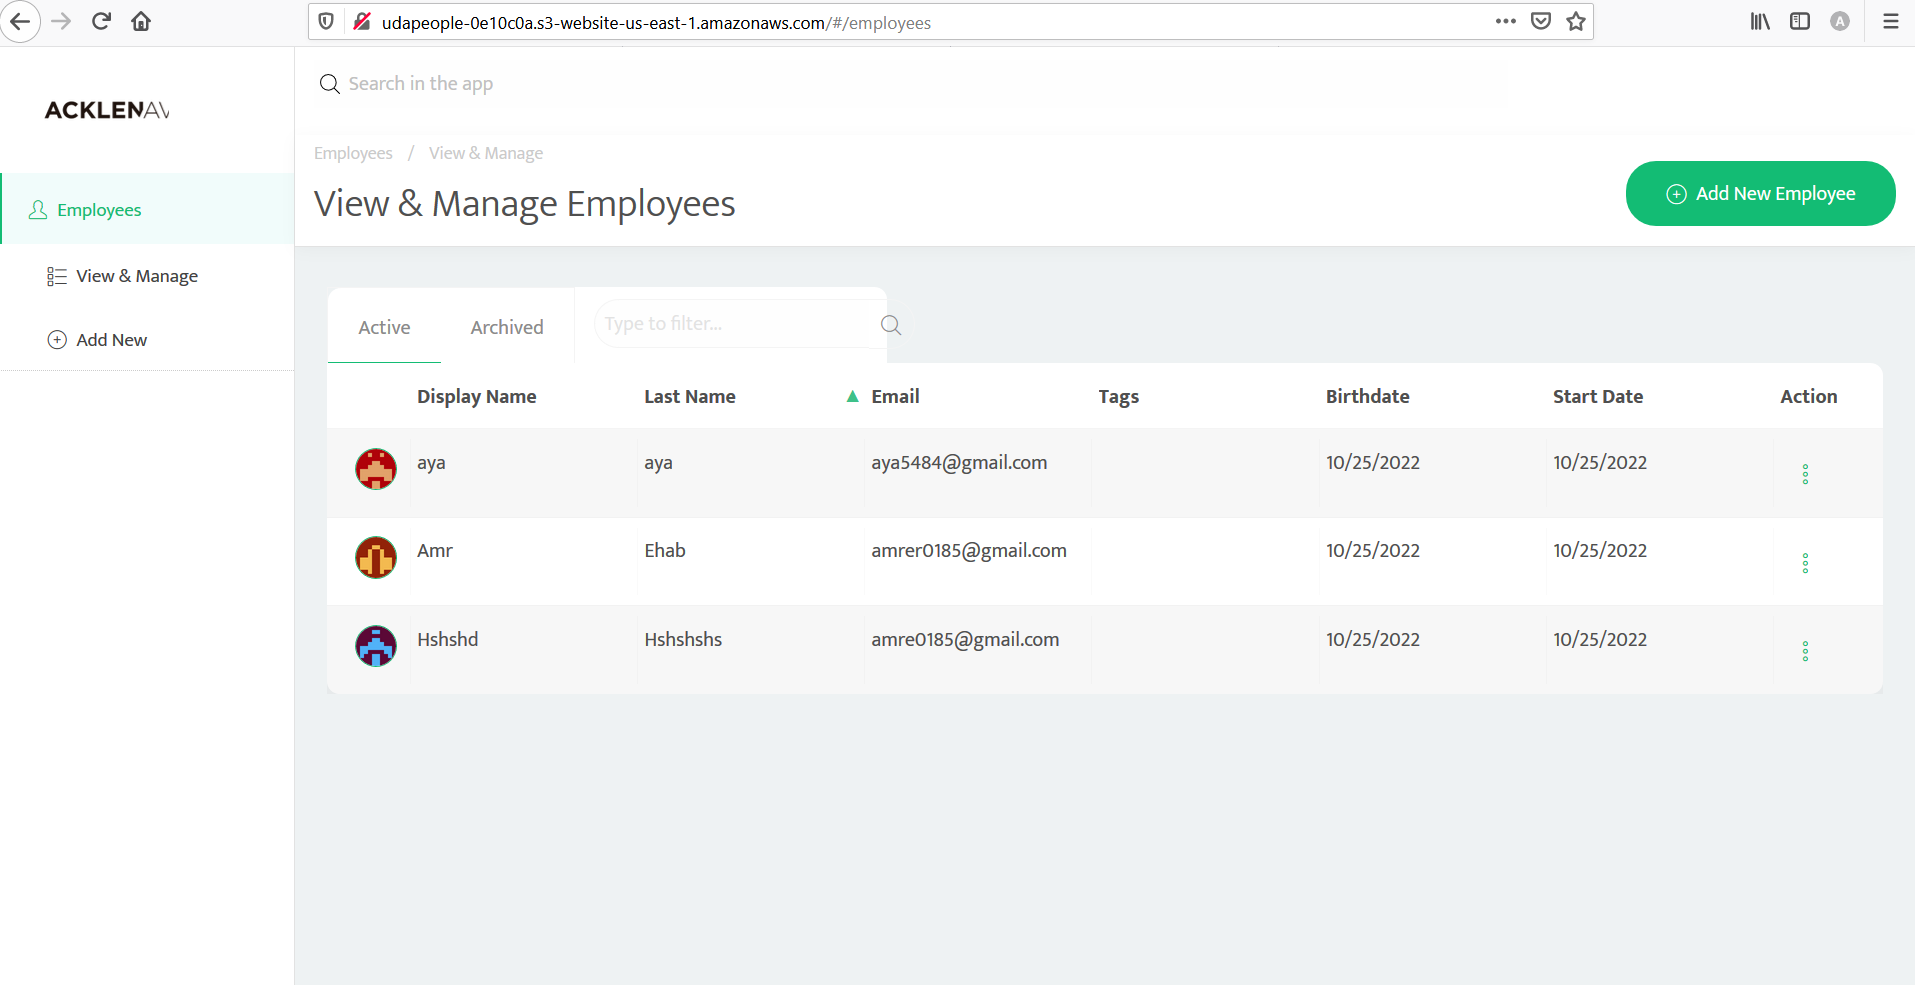 udapeople-0e10c0a.s3-website-us-east-1.amazonaws.com/#/employees
A
Search in the app
ACKLENAV
Employees / View & Manage
View & Manage Employees
Add New Employee
Employees
View & Manage
Add New
Active Archived Type to filter...
Display Name Last Name Email Tags Birthdate Start Date Action
aya aya aya5484@gmail.com 10/25/2022 10/25/2022
Amr Ehab amrer0185@gmail.com 10/25/2022 10/25/2022
Hshshd Hshshshs amre0185@gmail.com 10/25/2022 10/25/2022